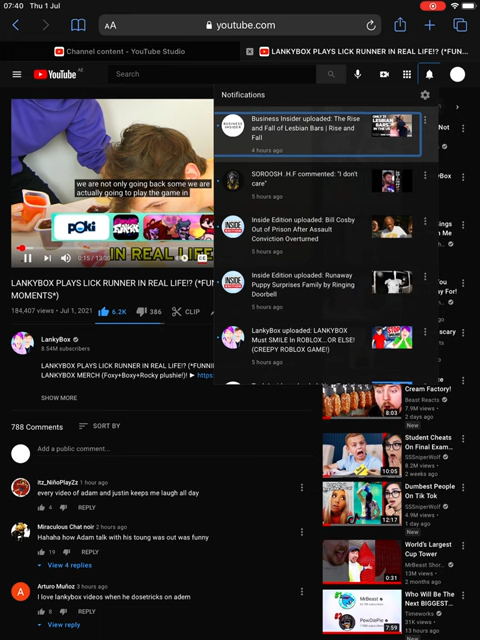 07:40 Thu 1 Jul
AA
youtube.com
Channel content - YouTube Studio
LANKYBOX PLAYS LICK RUNNER IN REAL LIFE!? (*FUN...
YouTube
AE
Search
Notifications
Business Insider uploaded: The Rise
and Fall of Lesbian Bars | Rise and
Fall
4 hours ago
SOROOSH .H.F commented: "I don't
care"
5 hours ago
Inside Edition uploaded: Bill Cosby
Out of Prison After Assault
Conviction Overturned
5 hours ago
Inside Edition uploaded: Runaway
Puppy Surprises Family by Ringing
Doorbell
5 hours ago
LankyBox uploaded: LANKYBOX
Must SMILE In ROBLOX...OR ELSE!
(CREEPY ROBLOX GAME!)
5 hours ago
we are not only going back some we are
actually going to play the game in
poki
IN REAL LIFE
LANKYBOX PLAYS LICK RUNNER IN REAL LIFE!? (*FU
MOMENTS*)
184,407 views • Jul 1, 2021
6.2K
386
CLIP
LankyBox
8.54M subscribers
LANKYBOX PLAYS LICK RUNNER IN REAL LIFE!? (*FUNNI
LANKYBOX MERCH (Foxy+Boxy+Rocky plushie)! ► https
SHOW MORE
788 Comments
SORT BY
Add a public comment...
Itz_NiñoPlayZz 1 hour ago
every video of adam and justin keeps me laugh all day
4
REPLY
Miraculous Chat noir 2 hours ago
Hahaha how Adam talk with his toung was out was funny
19
REPLY
View 4 replies
Arturo Muñoz 3 hours ago
I love lankybox videos when he dosetricks on adem
8
REPLY
View reply
Cream Factory!
Beast Reacts
7.9M views •
2 days ago
New
8:03
Student Cheats
On Final Exam...
SSSniperWolf
8.2M views •
2 weeks ago
10:05
Dumbest People
On Tik Tok
SSSniperWolf
4.9M views •
1 day ago
New
12:17
World's Largest
Cup Tower
MrBeast Shor...
13M views •
2 months ago
0:31
Who Will Be The
Next BIGGEST...
Timeworks
31K views •
MrBeast
PewDiePie
7:59
New